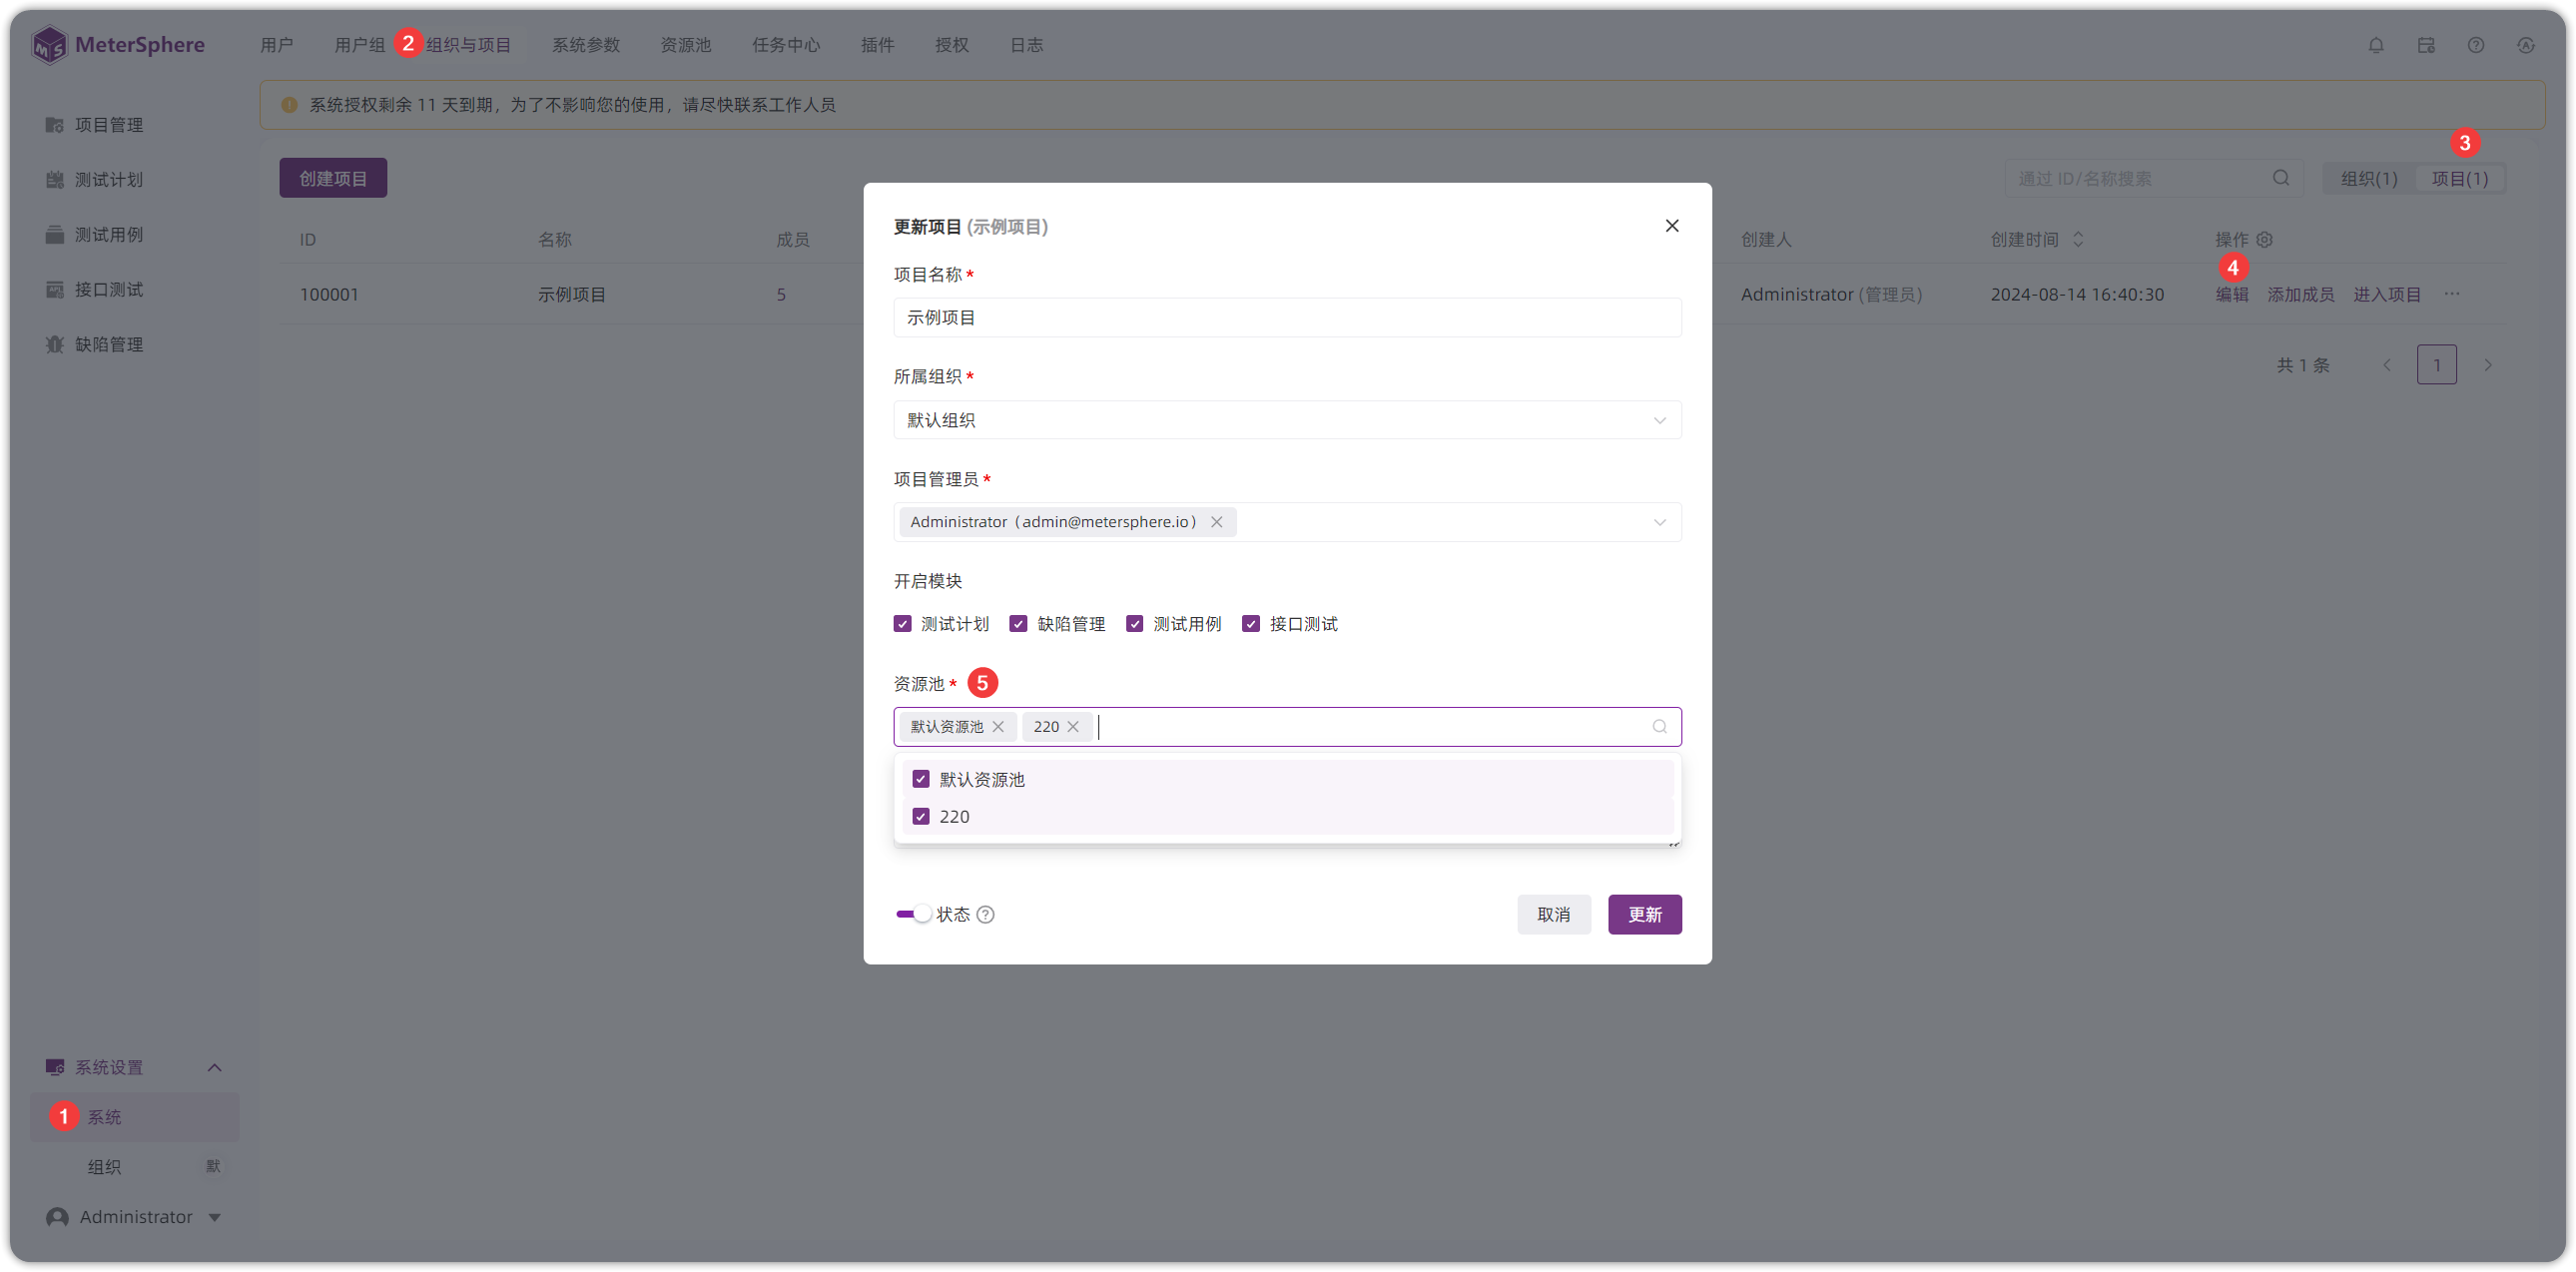 MeterSphere
用户 用户组 2 组织与项目 系统参数 资源池 任务中心 插件 授权 日志
系统授权剩余 11 天到期，为了不影响您的使用，请尽快联系工作人员
项目管理
测试计划
测试用例
接口测试
缺陷管理
创建项目
通过 ID/名称搜索
3
组织(1) 项目(1)
ID 名称 成员 创建人 创建时间 操作
4
100001 示例项目 5 Administrator (管理员) 2024-08-14 16:40:30 编辑 添加成员 进入项目 ···
共 1 条 1
更新项目 (示例项目)
项目名称 *
示例项目
所属组织 *
默认组织
项目管理员 *
Administrator（admin@metersphere.io）
开启模块
测试计划 缺陷管理 测试用例 接口测试
资源池 * 5
默认资源池 220
默认资源池
220
状态
取消 更新
系统设置
1 系统
组织 默
Administrator